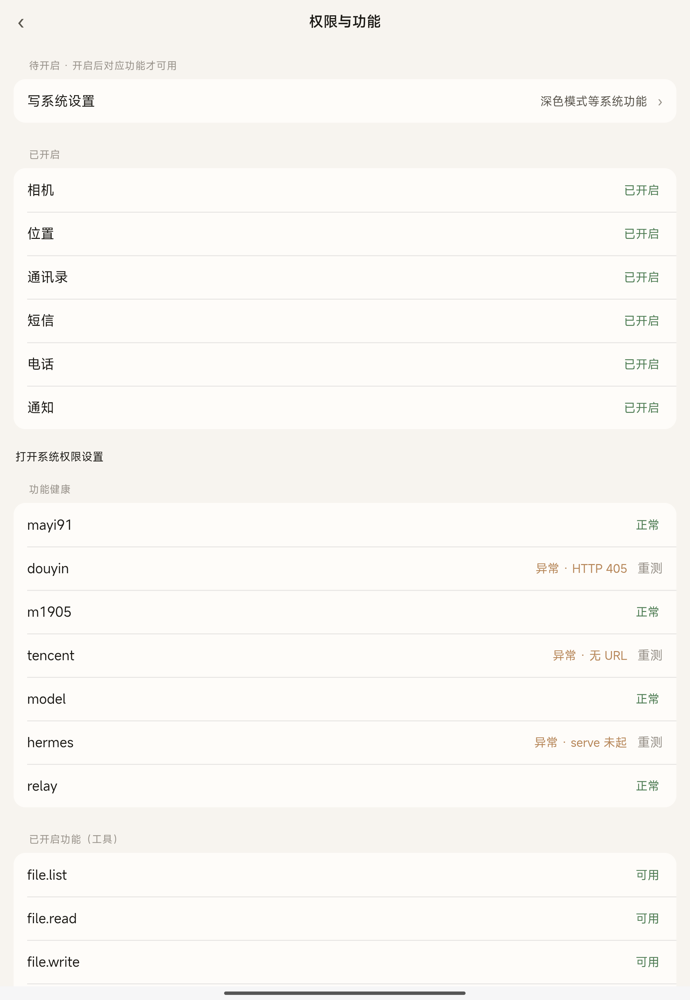 权限与功能
待开启 · 开启后对应功能才可用
写系统设置 深色模式等系统功能 ›
已开启
相机 已开启
位置 已开启
通讯录 已开启
短信 已开启
电话 已开启
通知 已开启
打开系统权限设置
功能健康
mayi91 正常
douyin 异常 · HTTP 405 重测
m1905 正常
tencent 异常 · 无 URL 重测
model 正常
hermes 异常 · serve 未起 重测
relay 正常
已开启功能（工具）
file.list 可用
file.read 可用
file.write 可用